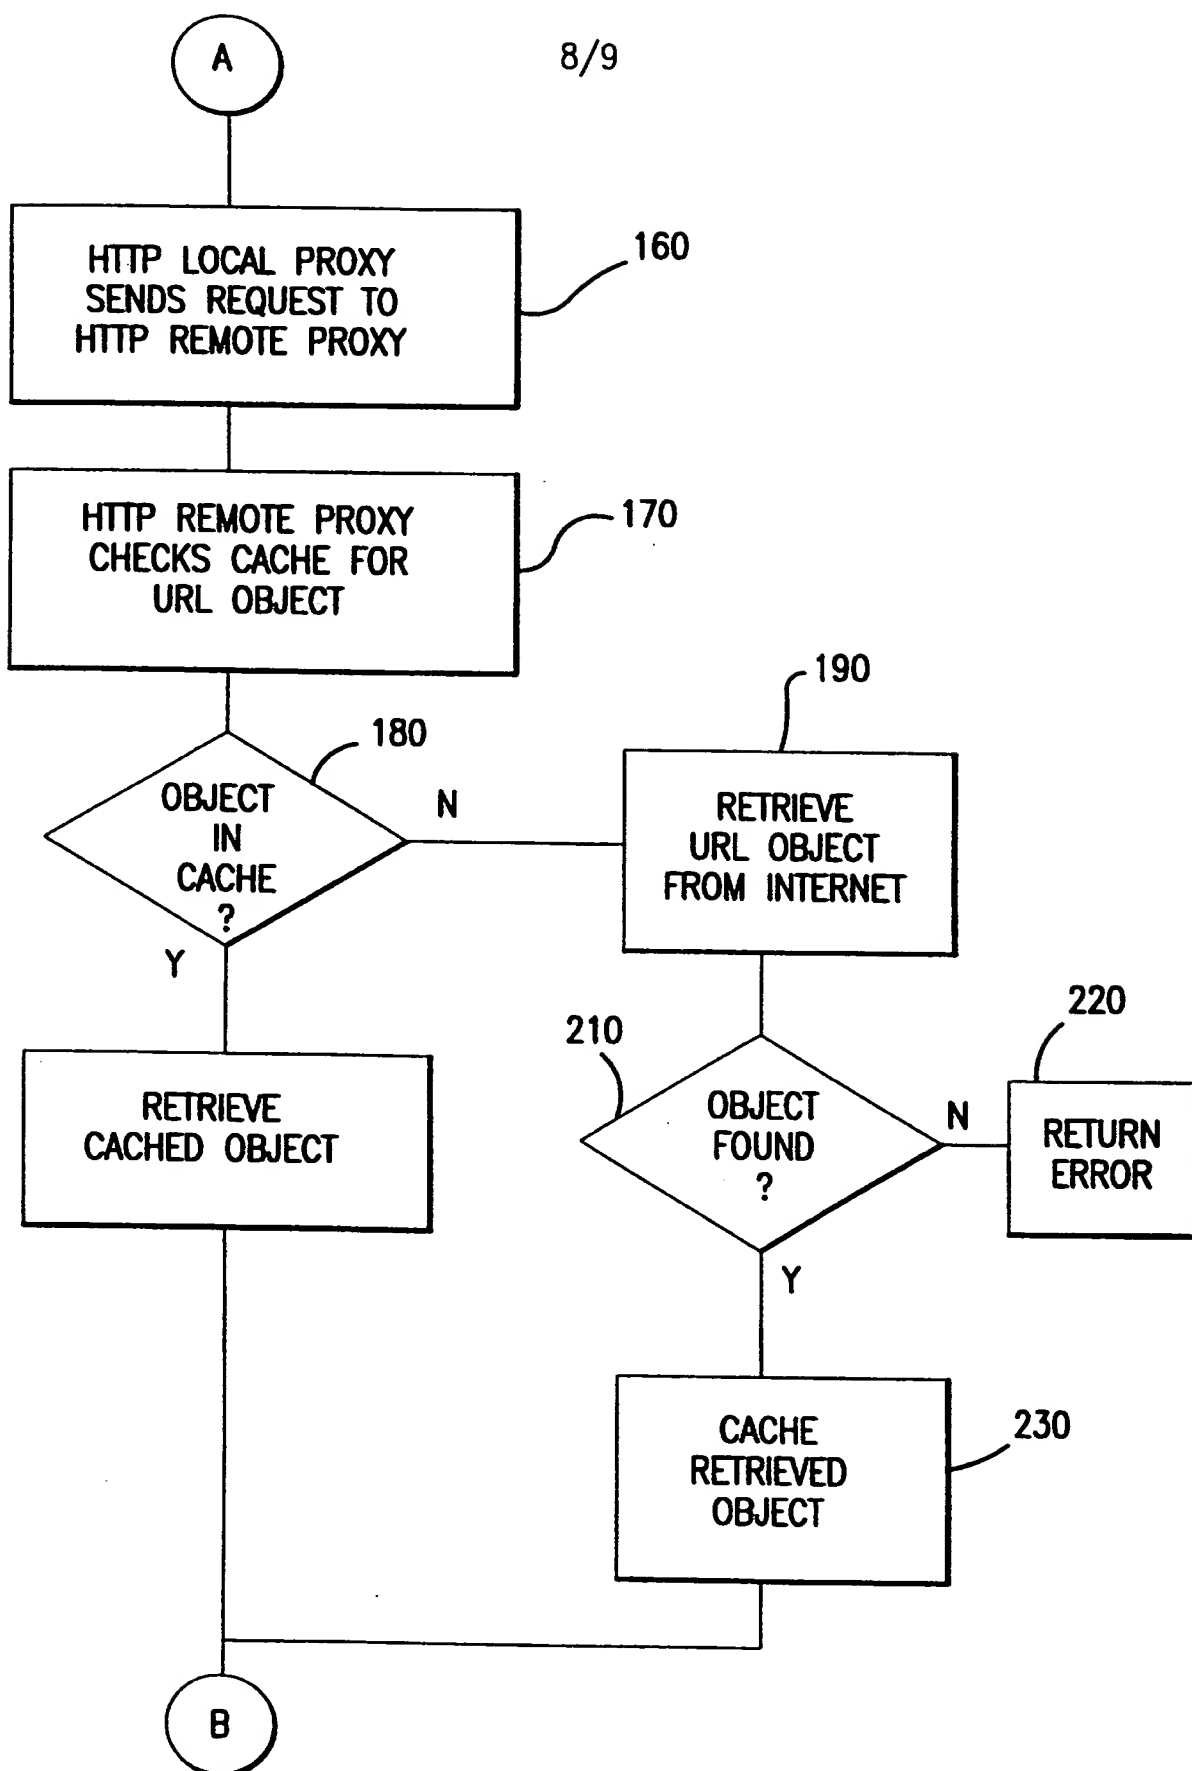 A
8/9
HTTP LOCAL PROXY
SENDS REQUEST TO
HTTP REMOTE PROXY
160
HTTP REMOTE PROXY
CHECKS CACHE FOR
URL OBJECT
170
180
OBJECT
IN
CACHE
?
N
Y
190
RETRIEVE
URL OBJECT
FROM INTERNET
RETRIEVE
CACHED OBJECT
210
OBJECT
FOUND
?
N
Y
220
RETURN
ERROR
CACHE
RETRIEVED
OBJECT
230
B